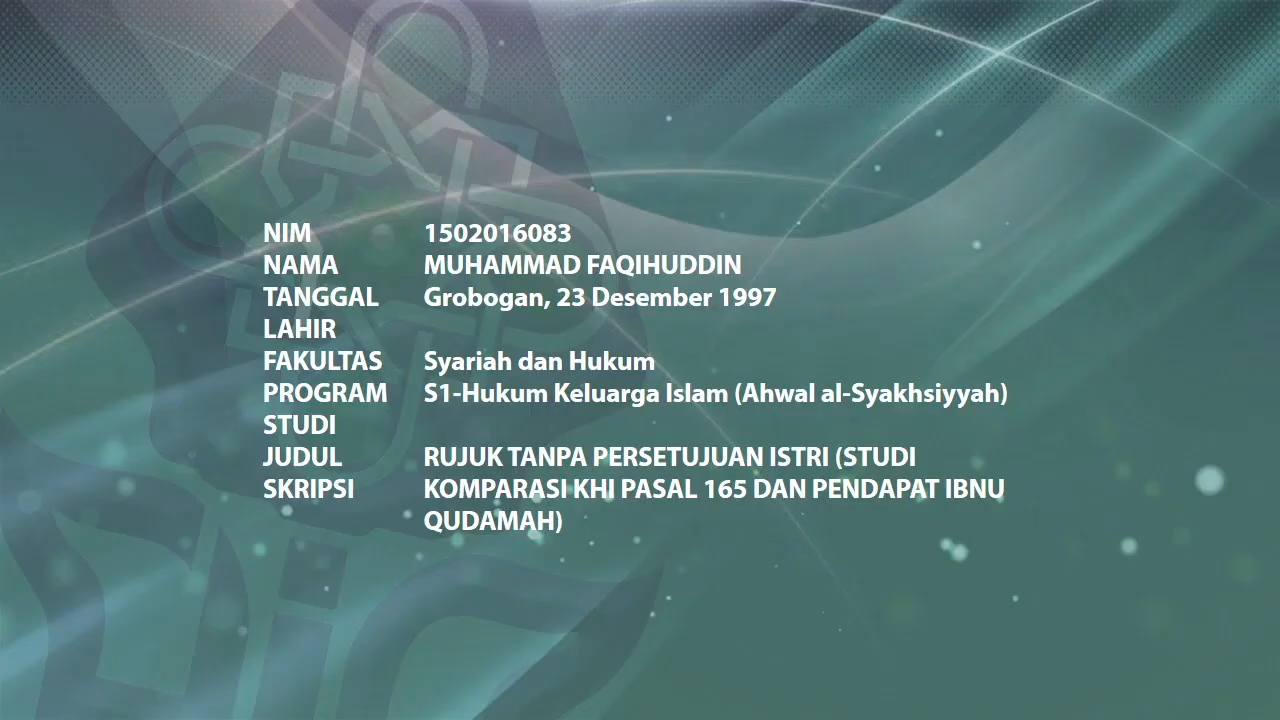 NIM 1502016083
NAMA MUHAMMAD FAQIHUDDIN
TANGGAL Grobogan, 23 Desember 1997
LAHIR
FAKULTAS Syariah dan Hukum
PROGRAM S1-Hukum Keluarga Islam (Ahwal al-Syakhsiyyah)
STUDI
JUDUL RUJUK TANPA PERSETUJUAN ISTRI (STUDI
SKRIPSI KOMPARASI KHI PASAL 165 DAN PENDAPAT IBNU
QUDAMAH)